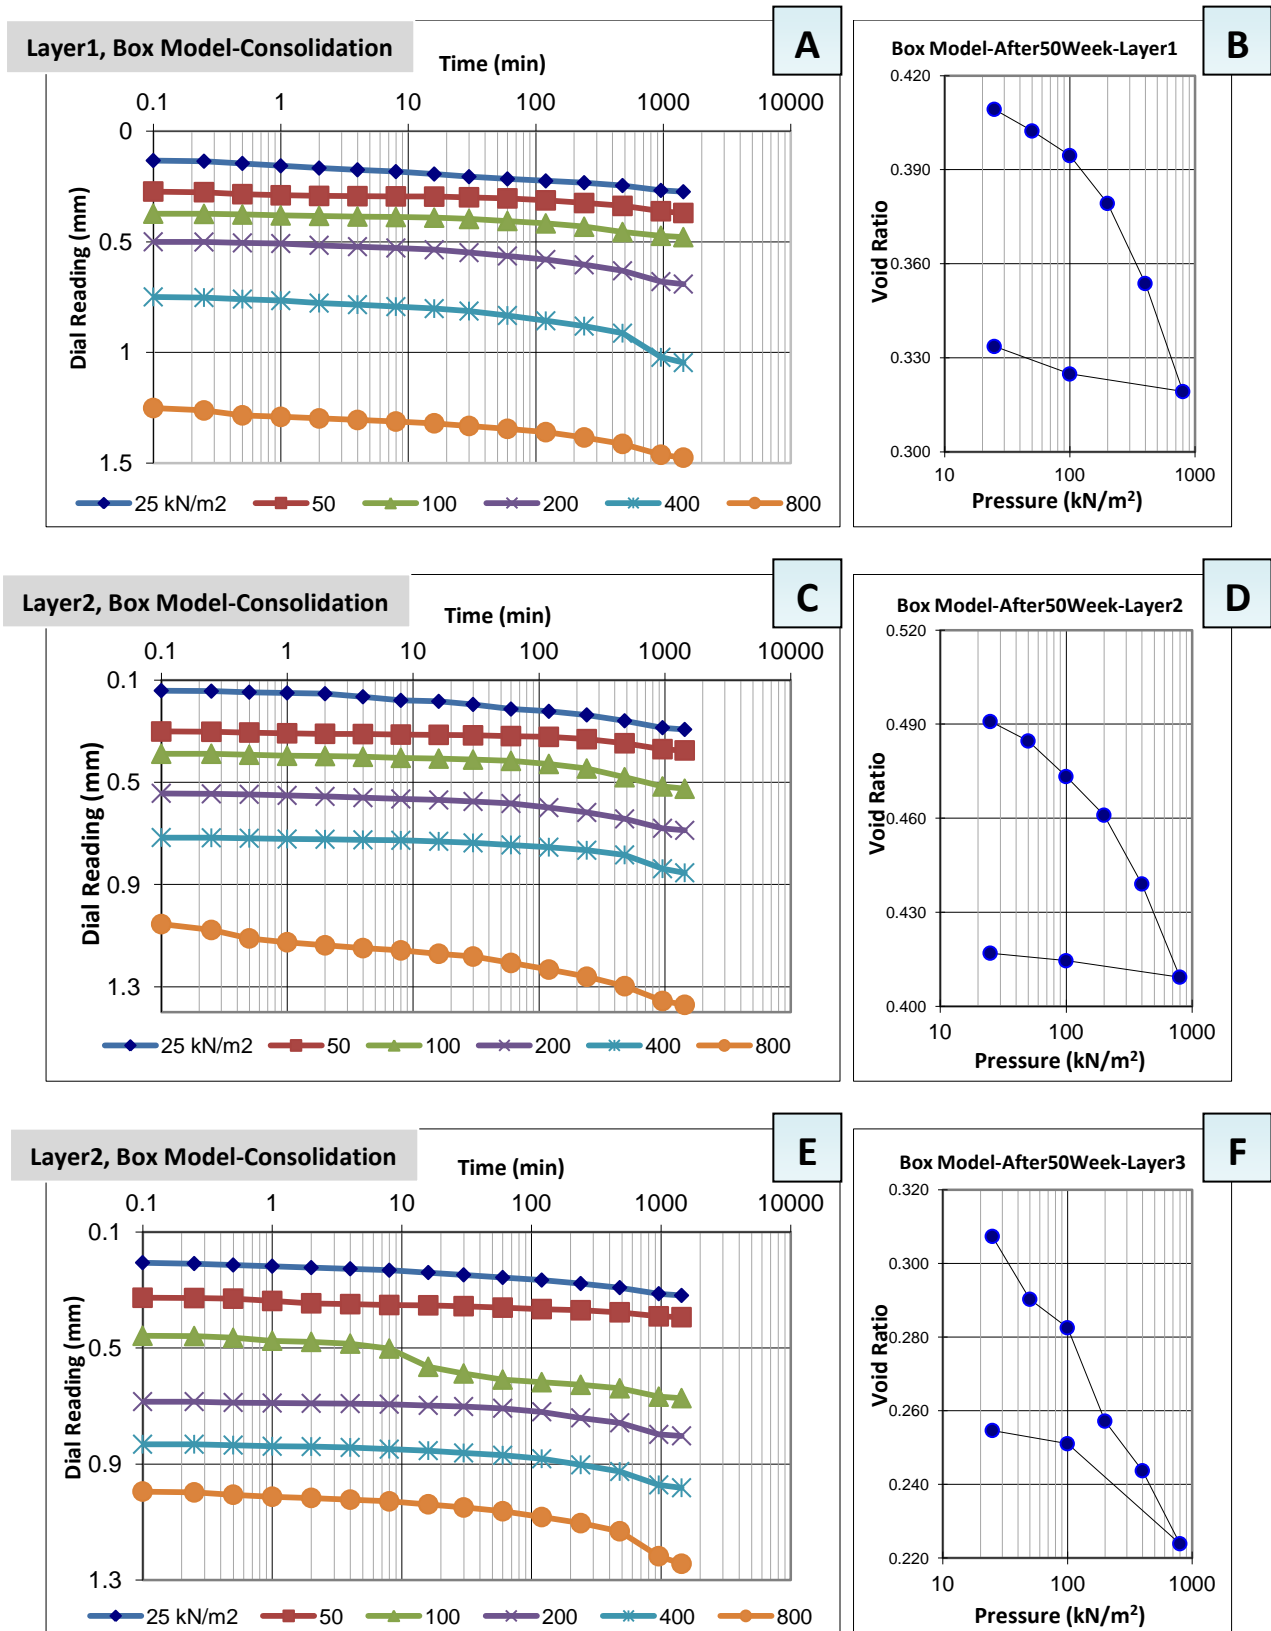 Layer1, Box Model-Consolidation
A
Time (min)
0.1 1 10 100 1000 10000
0
0.5
1
1.5
Dial Reading (mm)
25 kN/m2 50 100 200 400 800
Box Model-After50Week-Layer1
B
0.420
0.390
0.360
0.330
0.300
Void Ratio
10 100 1000
Pressure (kN/m²)
Layer2, Box Model-Consolidation
C
Time (min)
0.1 1 10 100 1000 10000
0.1
0.5
0.9
1.3
Dial Reading (mm)
25 kN/m2 50 100 200 400 800
Box Model-After50Week-Layer2
D
0.520
0.490
0.460
0.430
0.400
Void Ratio
10 100 1000
Pressure (kN/m²)
Layer2, Box Model-Consolidation
E
Time (min)
0.1 1 10 100 1000 10000
0.1
0.5
0.9
1.3
Dial Reading (mm)
25 kN/m2 50 100 200 400 800
Box Model-After50Week-Layer3
F
0.320
0.300
0.280
0.260
0.240
0.220
Void Ratio
10 100 1000
Pressure (kN/m²)